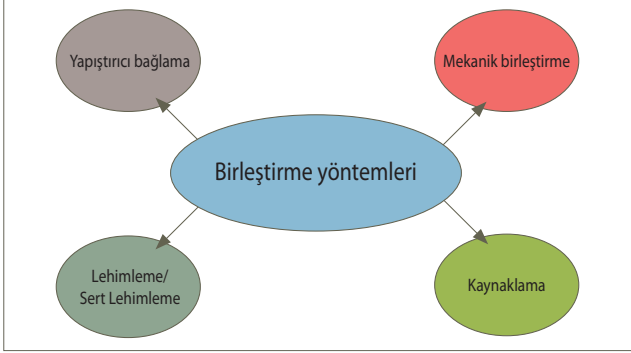 Yapıştırıcı bağlama
Mekanik birleştirme
Birleştirme yöntemleri
Lehimleme/
Sert Lehimleme
Kaynaklama